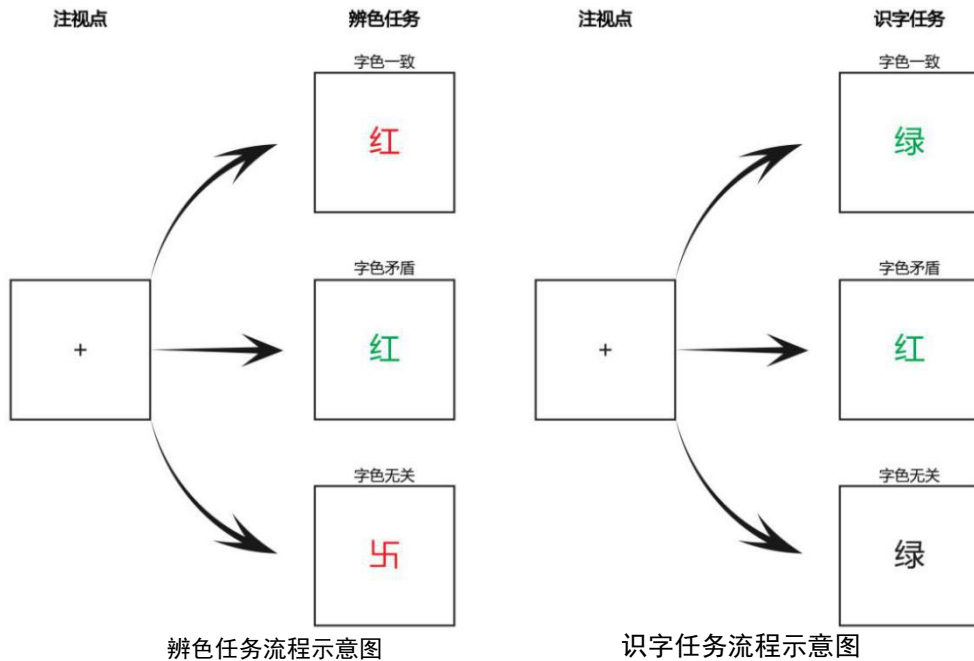 注视点
辨色任务
字色一致
红
字色矛盾
+
红
字色无关
卐
辨色任务流程示意图
注视点
识字任务
字色一致
绿
字色矛盾
+
红
字色无关
绿
识字任务流程示意图